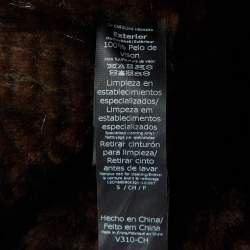 Exterior
100% Pelo de
Visón
Limpieza en
establecimientos
especializados/
Limpeza em
estabelecimentos
especializados
Retirar cinturón
para limpieza/
Retirar cinto
antes de lavar
S / CH / P
Hecho en China/
Feito em China
V310-CH